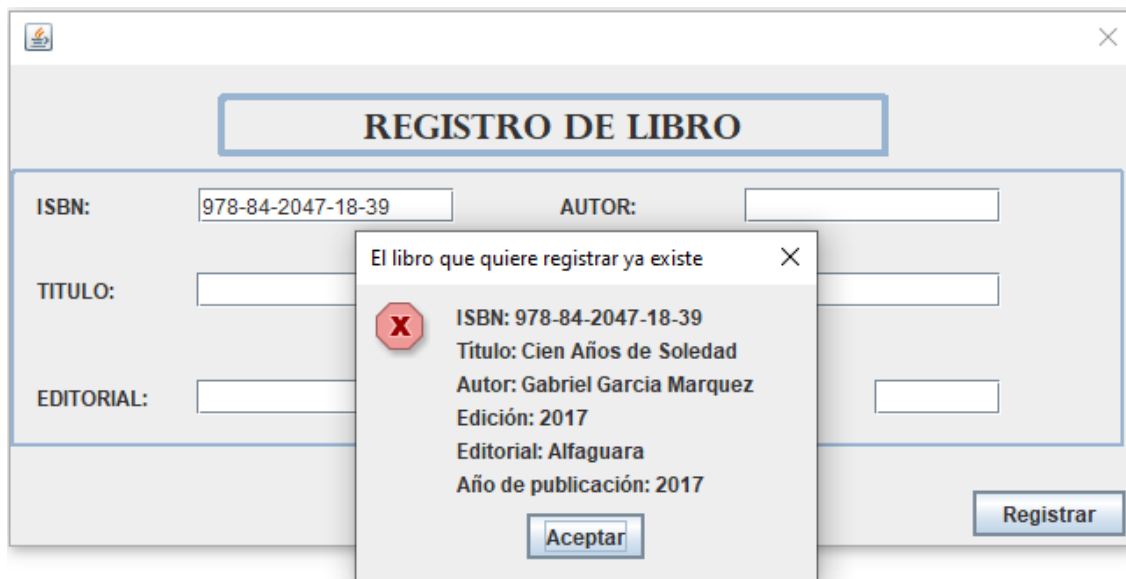 REGISTRO DE LIBRO
ISBN: 978-84-2047-18-39 AUTOR:
El libro que quiere registrar ya existe
TITULO:
ISBN: 978-84-2047-18-39
Título: Cien Años de Soledad
Autor: Gabriel Garcia Marquez
EDITORIAL:
Edición: 2017
Editorial: Alfaguara
Año de publicación: 2017
Registrar
Aceptar